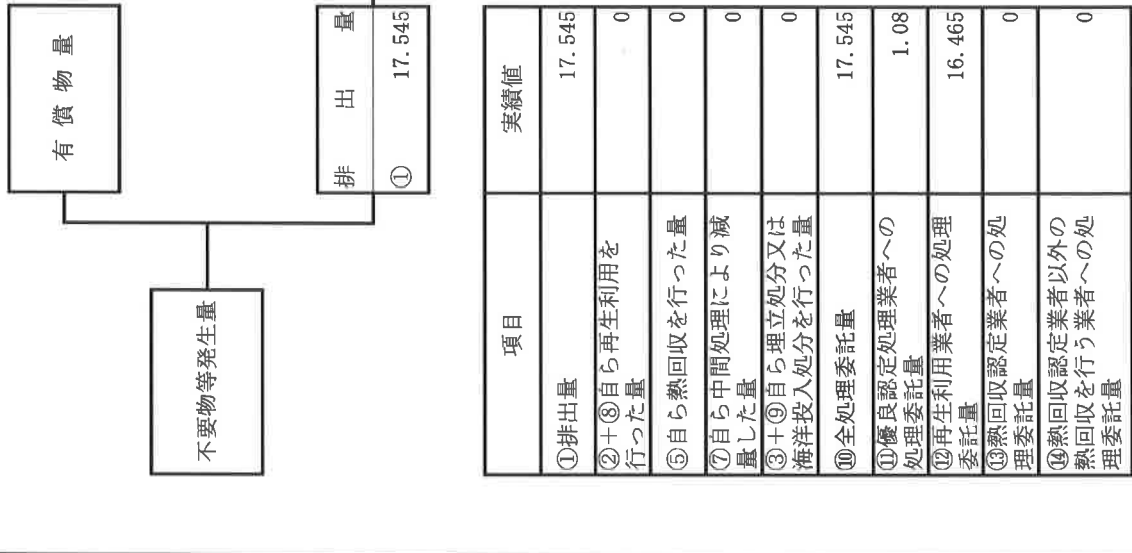 有償物量
不要物等発生量
排出量
① 17.545
項目 実績値
①排出量 17.545
②＋⑧自ら再生利用を
行った量 0
⑤自ら熱回収を行った量 0
⑦自ら中間処理により減
量した量 0
③＋⑨自ら埋立処分又は
海洋投入処分を行った量 0
⑩全処理委託量 17.545
⑪優良認定処理業者への
処理委託量 1.08
⑫再生利用業者への処理
委託量 16.465
⑬熱回収認定業者への処
理委託量 0
⑭熱回収認定業者以外の
熱回収を行う業者への処
理委託量 0